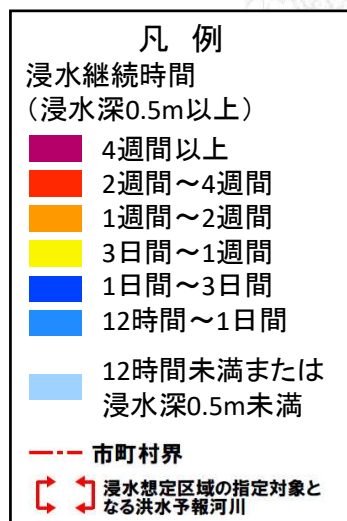 凡 例
浸水継続時間
(浸水深0.5m以上)
4週間以上
2週間～4週間
1週間～2週間
3日間～1週間
1日間～3日間
12時間～1日間
12時間未満または
浸水深0.5m未満
市町村界
浸水想定区域の指定対象と
なる洪水予報河川